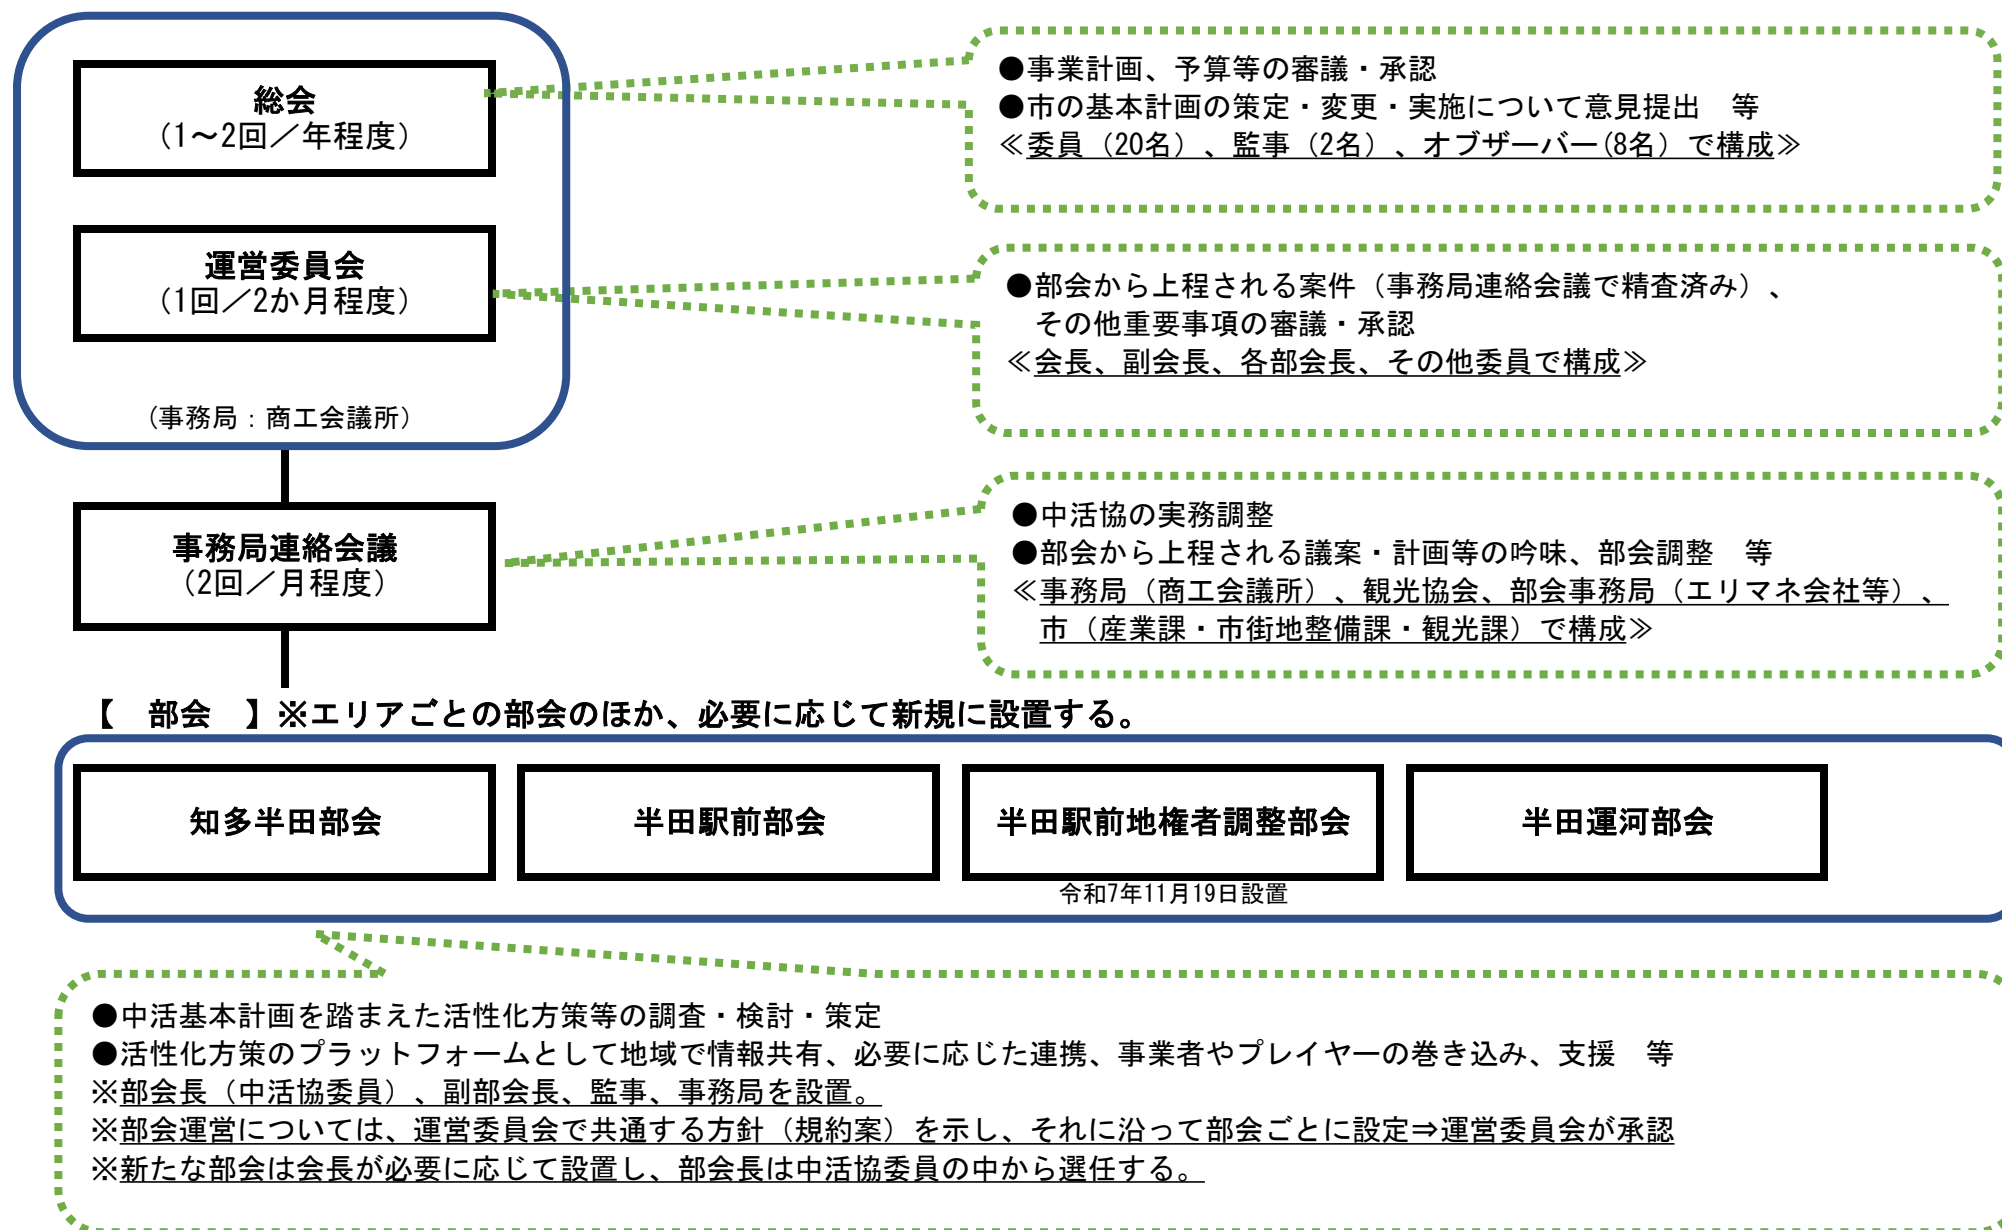 総会
(1～2回／年程度)
●事業計画、予算等の審議・承認
●市の基本計画の策定・変更・実施について意見提出　等
≪委員（20名）、監事（2名）、オブザーバー(8名）で構成≫
運営委員会
(1回／2か月程度)
●部会から上程される案件（事務局連絡会議で精査済み）、
その他重要事項の審議・承認
≪会長、副会長、各部会長、その他委員で構成≫
(事務局：商工会議所)
事務局連絡会議
（2回／月程度）
●中活協の実務調整
●部会から上程される議案・計画等の吟味、部会調整　等
≪事務局（商工会議所）、観光協会、部会事務局（エリマネ会社等）、
市（産業課・市街地整備課・観光課）で構成≫
【　部会　】※エリアごとの部会のほか、必要に応じて新規に設置する。
知多半田部会
半田駅前部会
半田駅前地権者調整部会
半田運河部会
令和7年11月19日設置
●中活基本計画を踏まえた活性化方策等の調査・検討・策定
●活性化方策のプラットフォームとして地域で情報共有、必要に応じた連携、事業者やプレイヤーの巻き込み、支援　等
※部会長（中活協委員）、副部会長、監事、事務局を設置。
※部会運営については、運営委員会で共通する方針（規約案）を示し、それに沿って部会ごとに設定⇒運営委員会が承認
※新たな部会は会長が必要に応じて設置し、部会長は中活協委員の中から選任する。